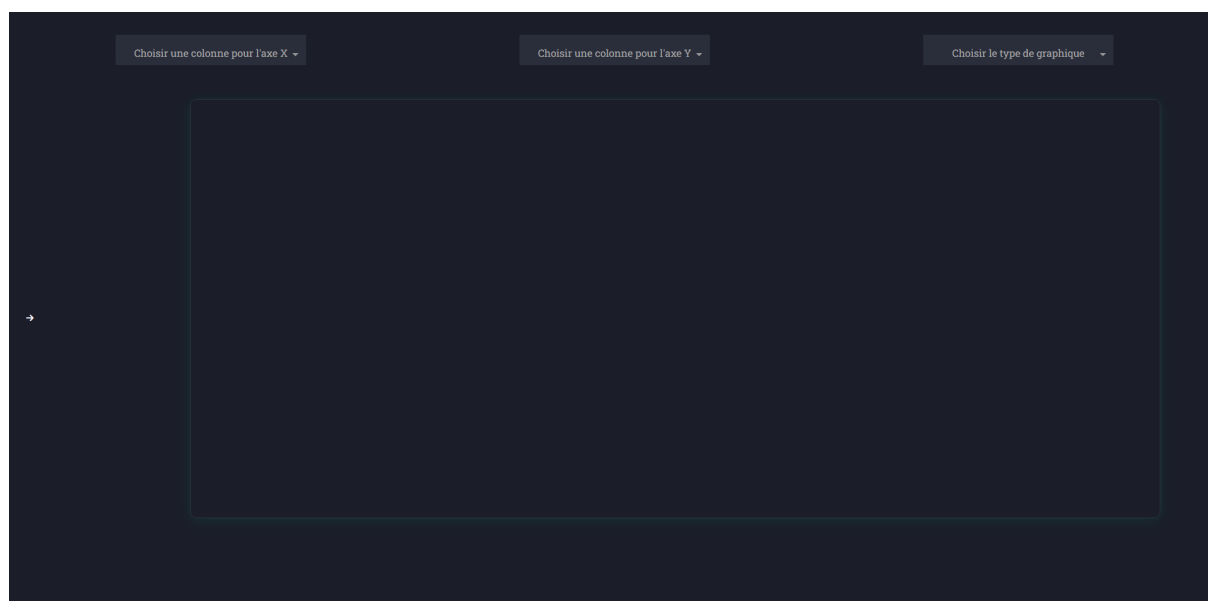 Choisir une colonne pour l'axe X
Choisir une colonne pour l'axe Y
Choisir le type de graphique